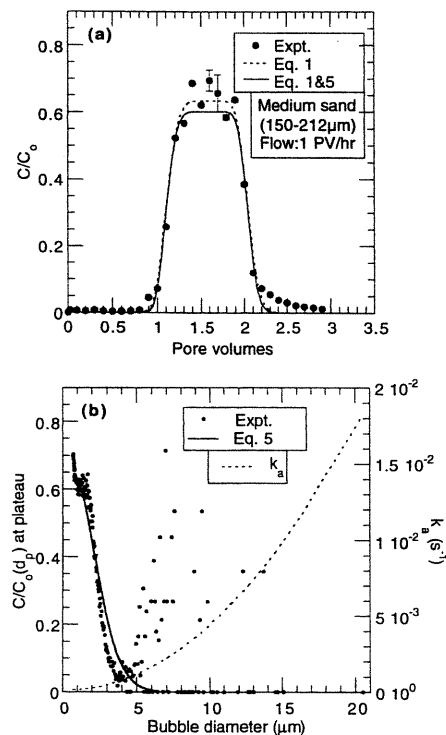 (a)
Expt.
Eq. 1
Eq. 1&5
Medium sand
(150-212μm)
Flow:1 PV/hr
0.8
0.6
0.4
0.2
0
C/C₀
0 0.5 1 1.5 2 2.5 3 3.5
Pore volumes
(b)
Expt.
Eq. 5
kₐ
0.8
0.6
0.4
0.2
0
C/C₀(dₚ) at plateau
2 10⁻²
1.5 10⁻²
1 10⁻²
5 10⁻³
0 10⁰
kₐ (s⁻¹)
0 5 10 15 20
Bubble diameter (μm)